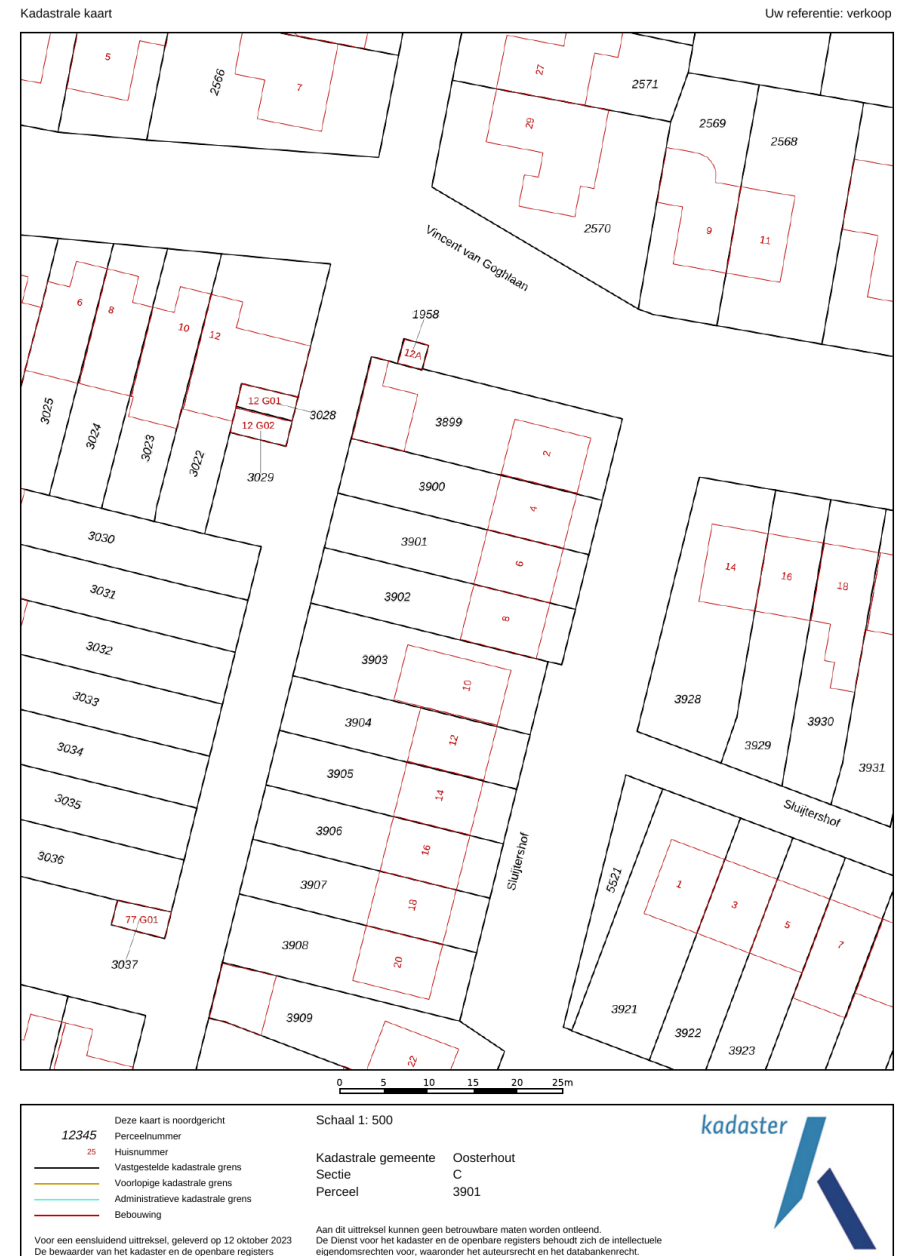 Kadastrale kaart
Uw referentie: verkoop
5
2566
7
27
2571
29
2569
2568
2570
9
11
Vincent van Goghlaan
1958
12A
6
8
10
12
12 G01
3028
12 G02
3029
3025
3024
3023
3022
3899
2
3900
4
3901
6
3902
8
3903
10
3904
12
3905
14
3906
16
3907
18
3908
20
3909
22
3030
3031
3032
3033
3034
3035
3036
77 G01
3037
14
16
18
3928
3929
3930
3931
Sluijtershof
Sluijtershof
5521
1
3
5
7
3921
3922
3923
0 5 10 15 20 25m
Deze kaart is noordgericht
12345 Perceelnummer
25 Huisnummer
Vastgestelde kadastrale grens
Voorlopige kadastrale grens
Administratieve kadastrale grens
Bebouwing
Voor een eensluidend uittreksel, geleverd op 12 oktober 2023
De bewaarder van het kadaster en de openbare registers
Schaal 1: 500
Kadastrale gemeente Oosterhout
Sectie C
Perceel 3901
Aan dit uittreksel kunnen geen betrouwbare maten worden ontleend.
De Dienst voor het kadaster en de openbare registers behoudt zich de intellectuele
eigendomsrechten voor, waaronder het auteursrecht en het databankenrecht.
kadaster